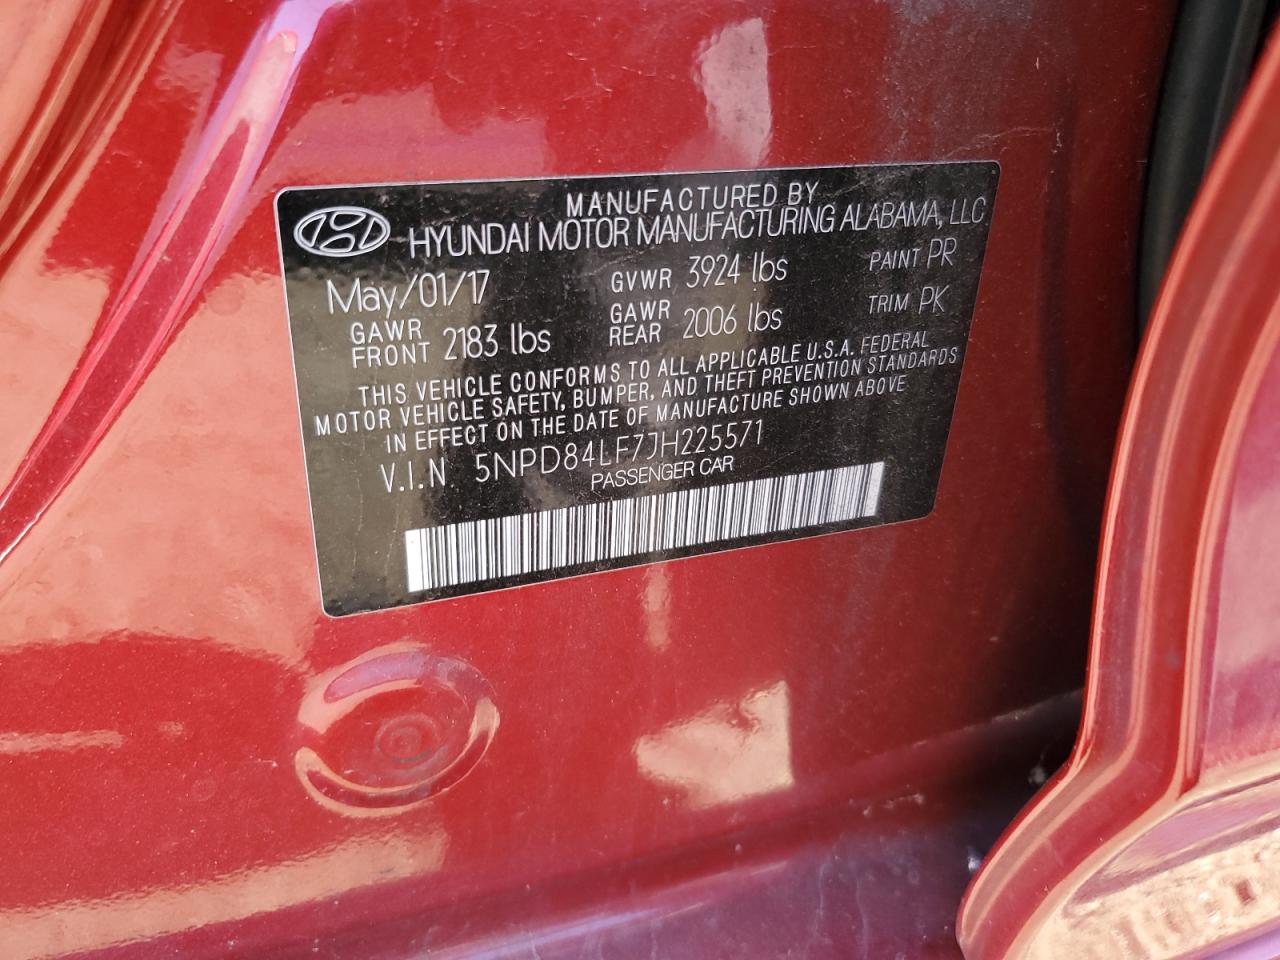 MANUFACTURED BY
HYUNDAI MOTOR MANUFACTURING ALABAMA, LLC
May/01/17 GVWR 3924 lbs PAINT PR
GAWR FRONT 2183 lbs GAWR REAR 2006 lbs TRIM PK
THIS VEHICLE CONFORMS TO ALL APPLICABLE U.S.A. FEDERAL
MOTOR VEHICLE SAFETY, BUMPER, AND THEFT PREVENTION STANDARDS
IN EFFECT ON THE DATE OF MANUFACTURE SHOWN ABOVE
V.I.N. 5NPD84LF7JH225571
PASSENGER CAR